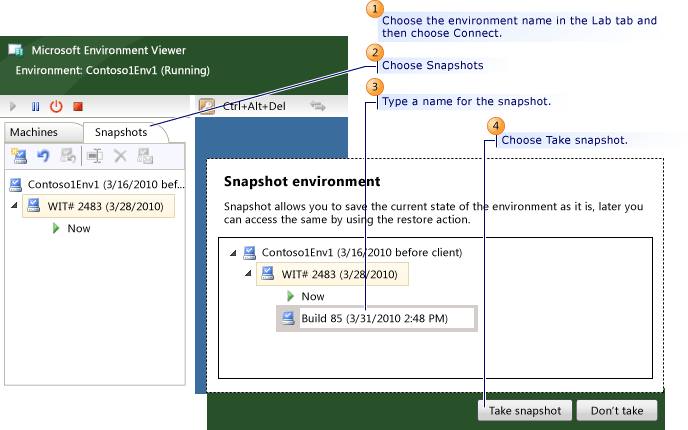 1
Choose the environment name in the Lab tab and
then choose Connect.
2
Choose Snapshots
3
Type a name for the snapshot.
4
Choose Take snapshot.
Microsoft Environment Viewer
Environment: Contoso1Env1 (Running)
Ctrl+Alt+Del
Machines
Snapshots
Contoso1Env1 (3/16/2010 bef...
WIT# 2483 (3/28/2010)
Now
Snapshot environment
Snapshot allows you to save the current state of the environment as it is, later you
can access the same by using the restore action.
Contoso1Env1 (3/16/2010 before client)
WIT# 2483 (3/28/2010)
Now
Build 85 (3/31/2010 2:48 PM)
Take snapshot
Don't take